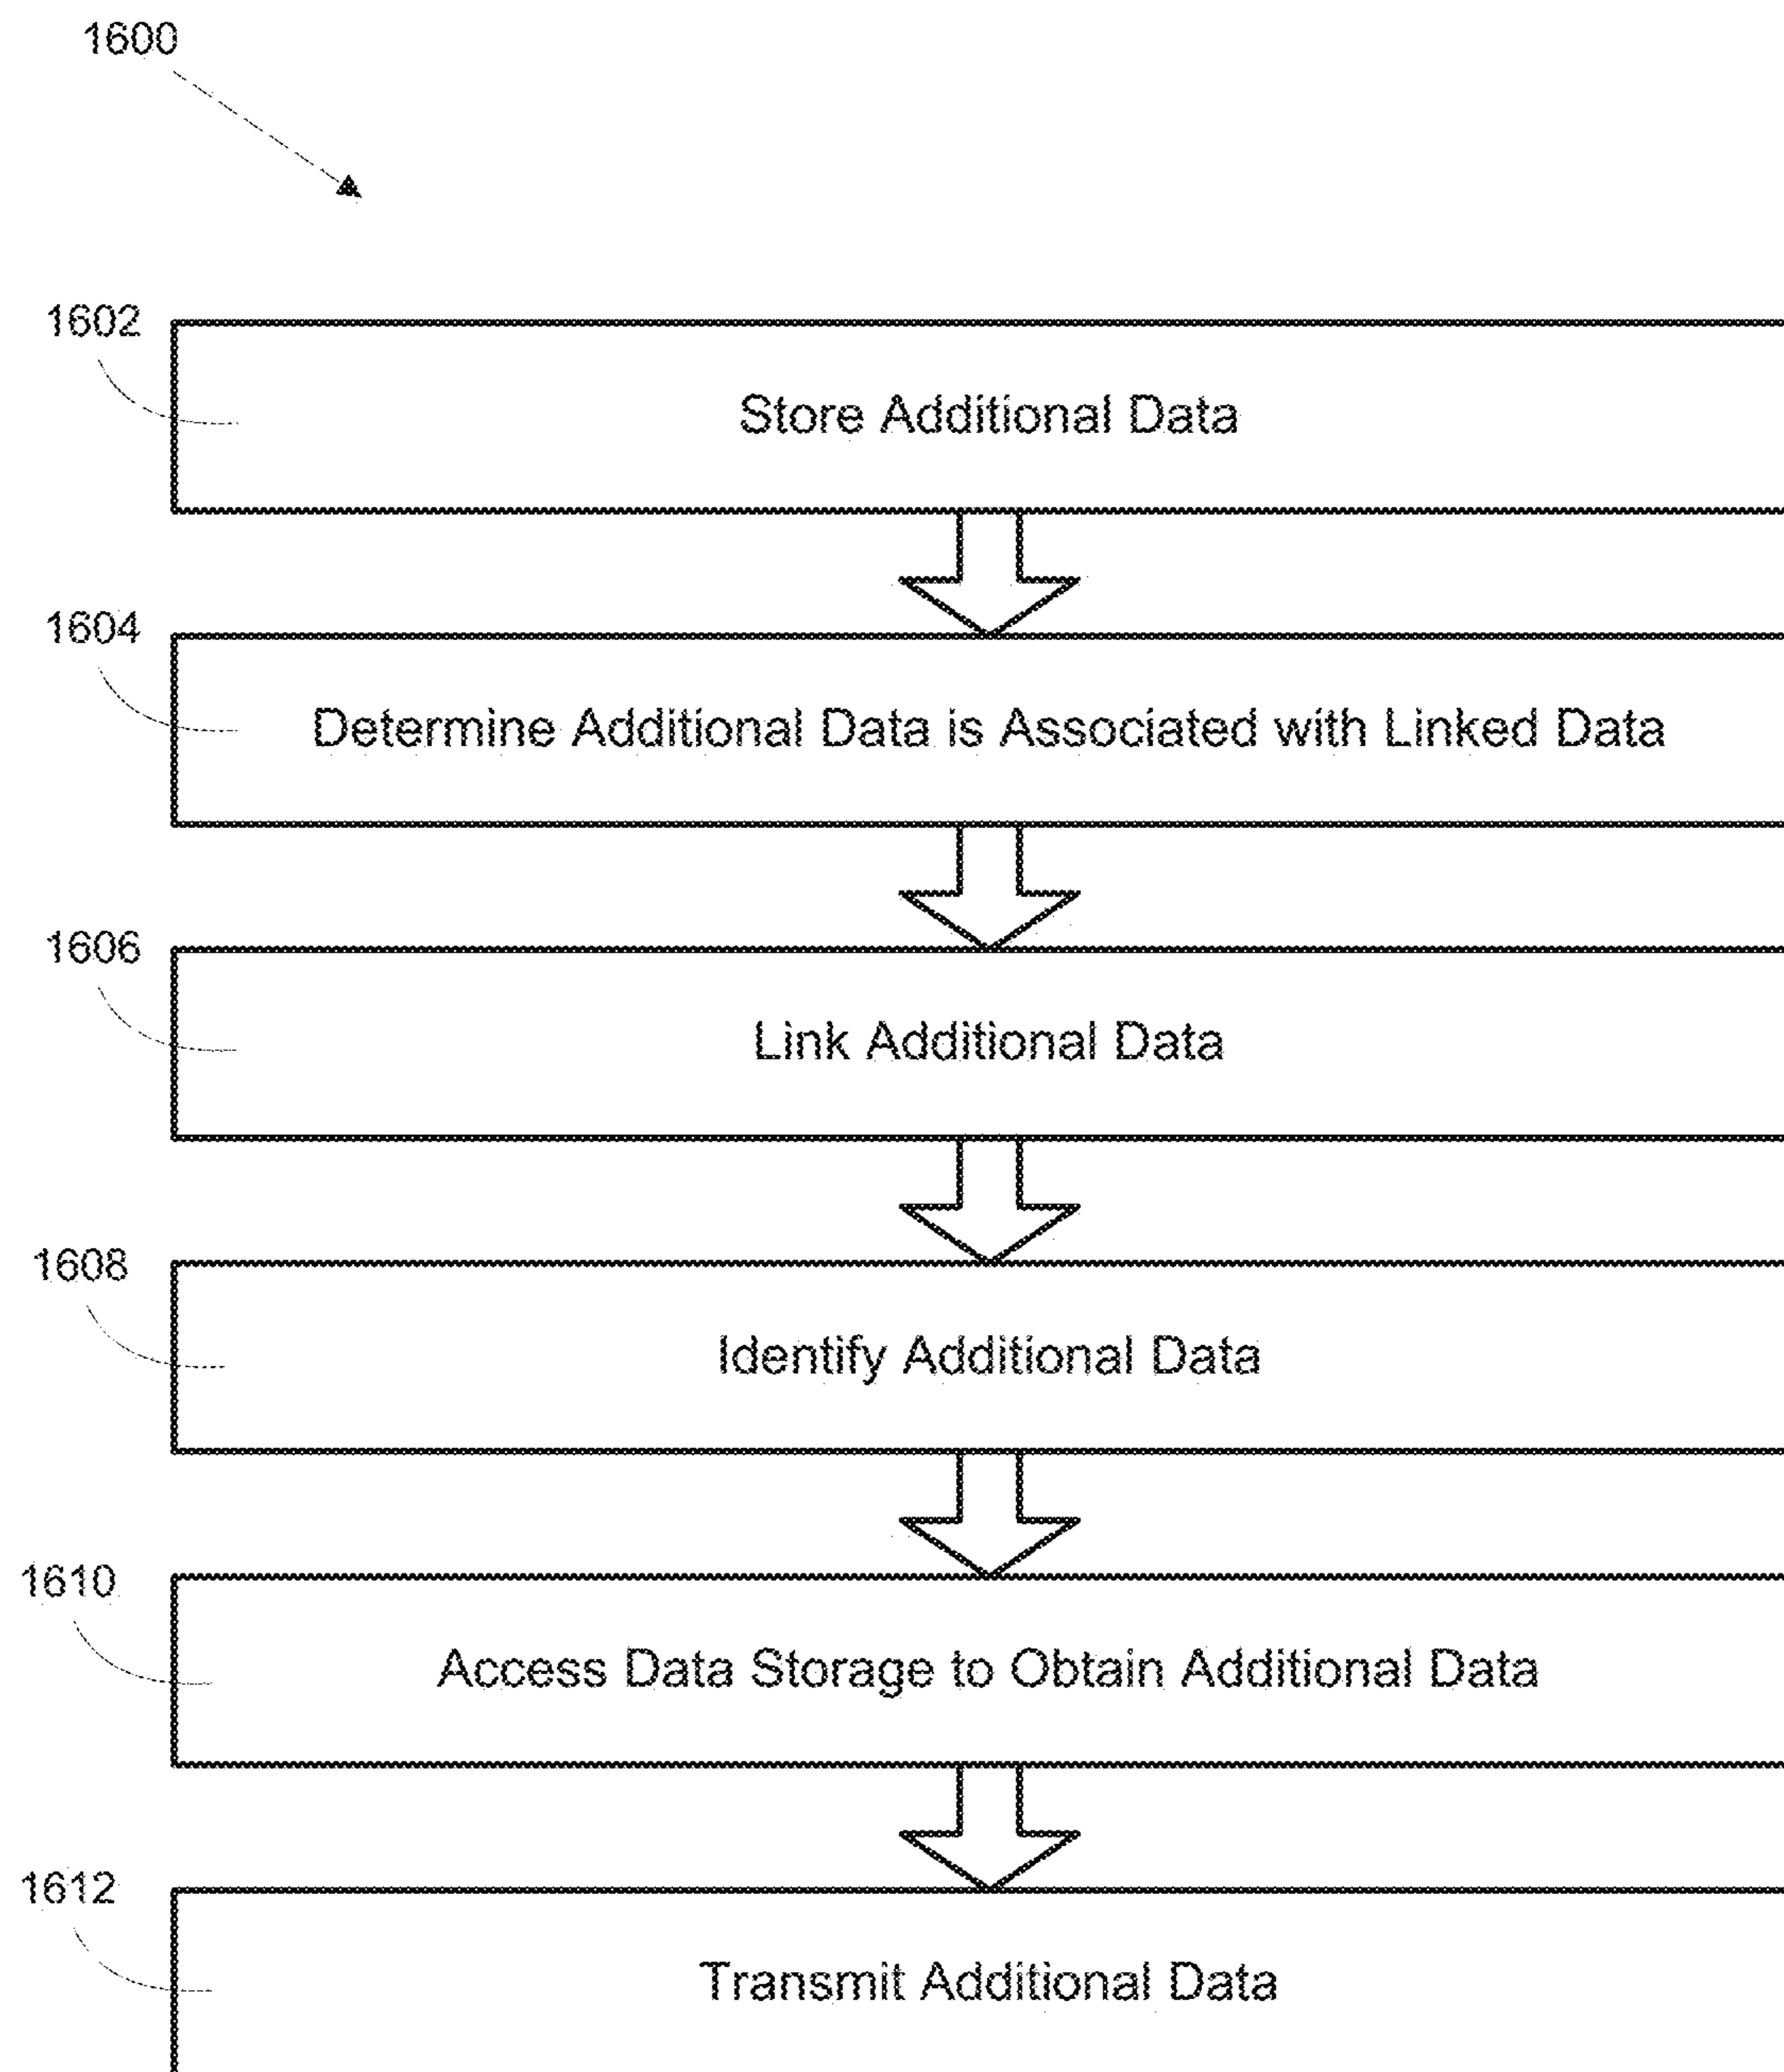 1600
1602
Store Additional Data
1604
Determine Additional Data is Associated with Linked Data
1606
Link Additional Data
1608
Identify Additional Data
1610
Access Data Storage to Obtain Additional Data
1612
Transmit Additional Data